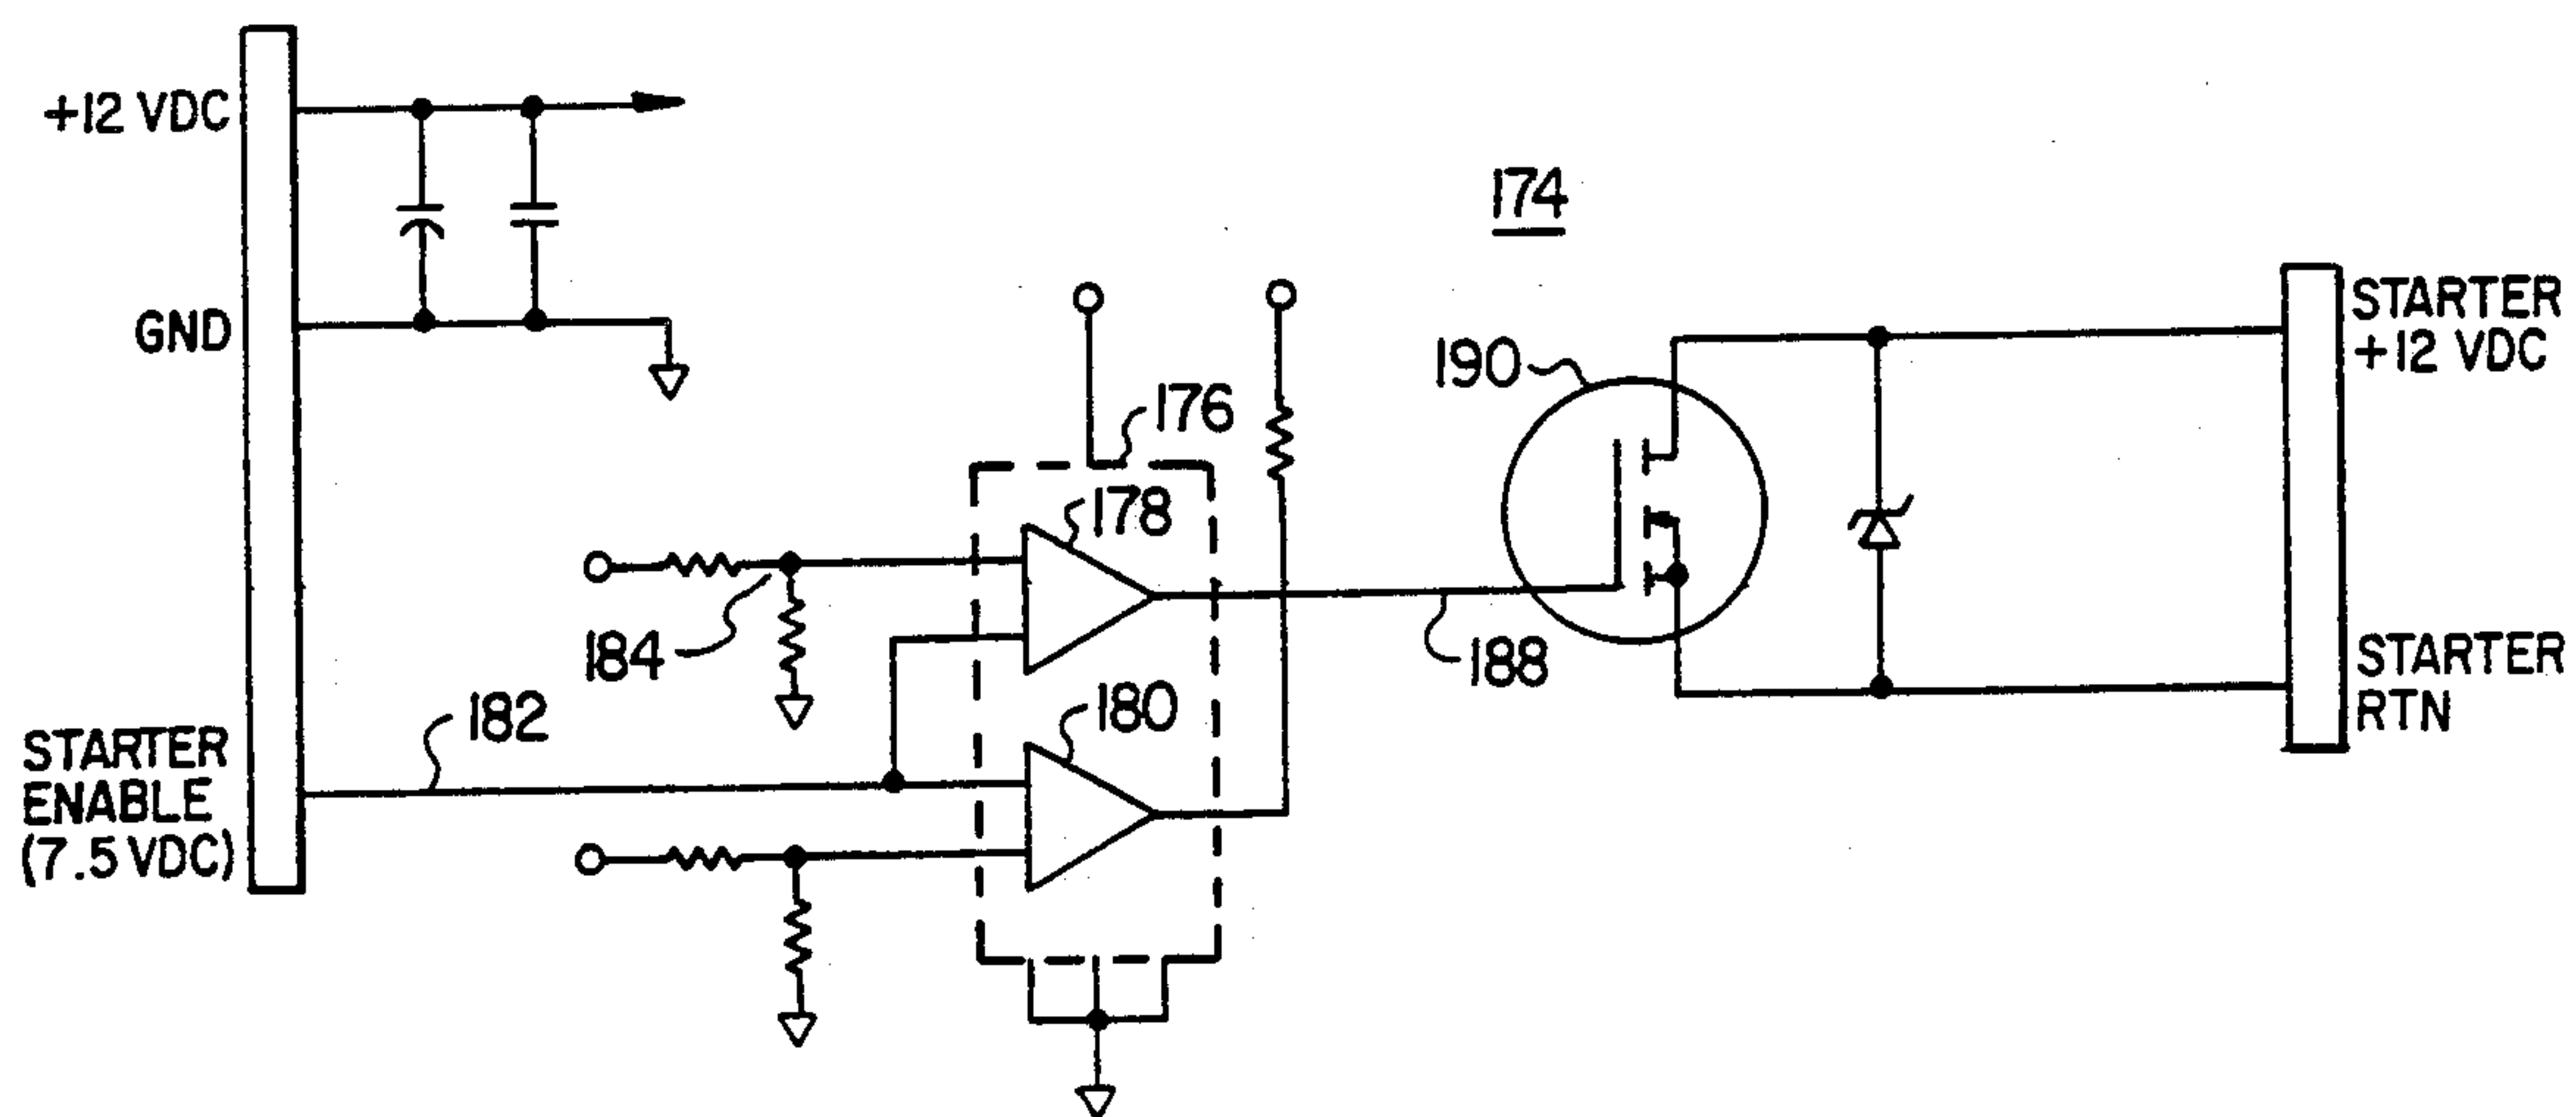 +12 VDC
174
GND
STARTER
+12 VDC
190
176
178
184
188
STARTER
RTN
180
182
STARTER
ENABLE
(7.5 VDC)